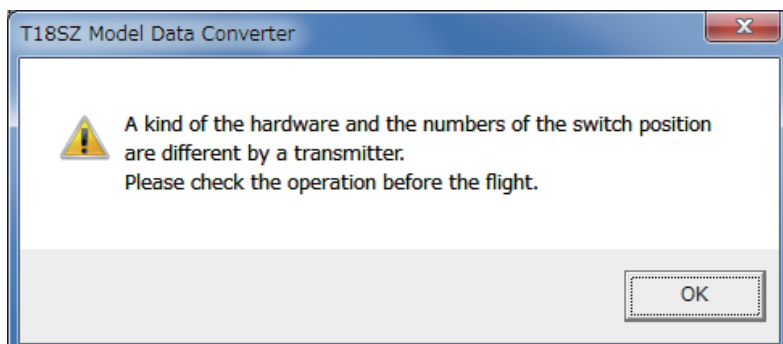 T18SZ Model Data Converter
A kind of the hardware and the numbers of the switch position
are different by a transmitter.
Please check the operation before the flight.
OK